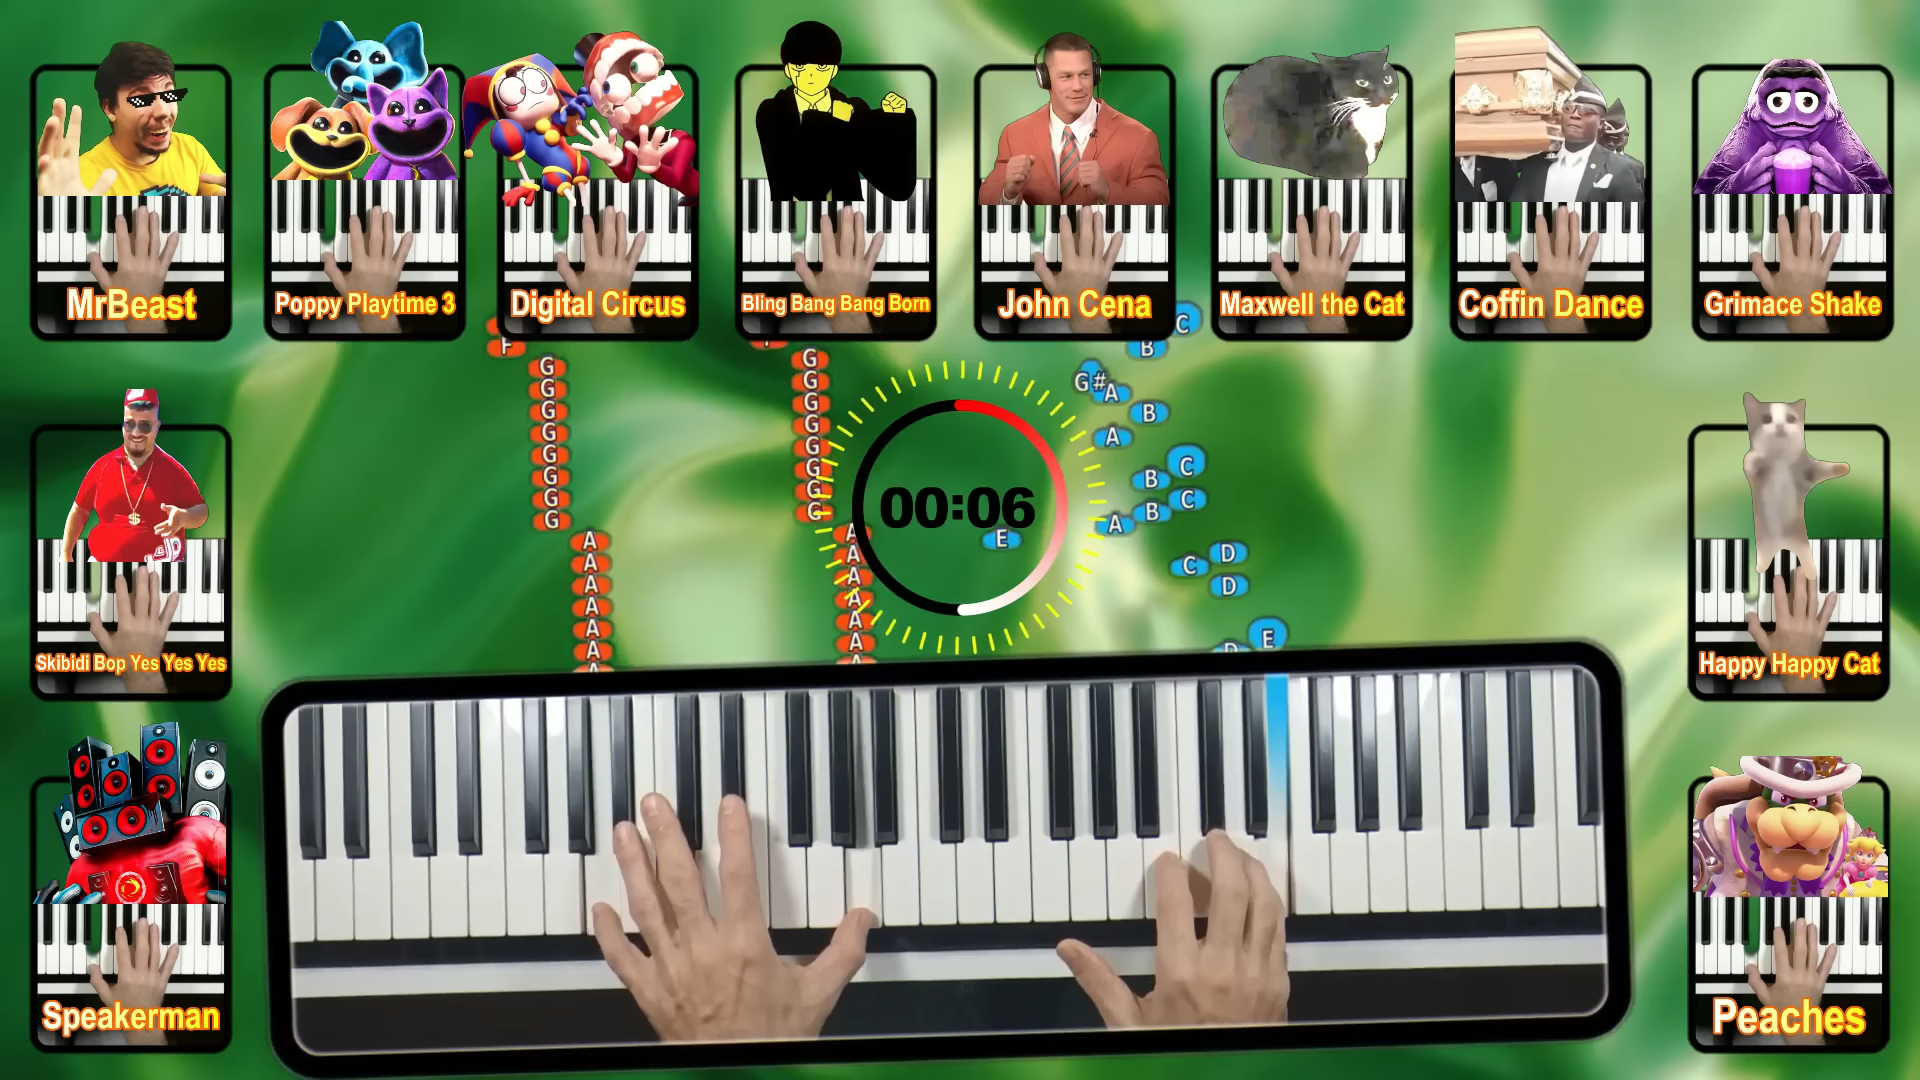 MrBeast
Poppy Playtime 3
Digital Circus
Bling Bang Bang Born
John Cena
Maxwell the Cat
Coffin Dance
Grimace Shake
F
G
G
G
G
G
G
G
G
A
A
A
A
A
A
G
G
G
G
G
G
G
G
A
A
A
A
A
A
00:06
E
C
B
G#
A
B
A
C
B
C
B
A
D
C
D
E
D
Skibidi Bop Yes Yes Yes
Happy Happy Cat
$
Speakerman
Peaches